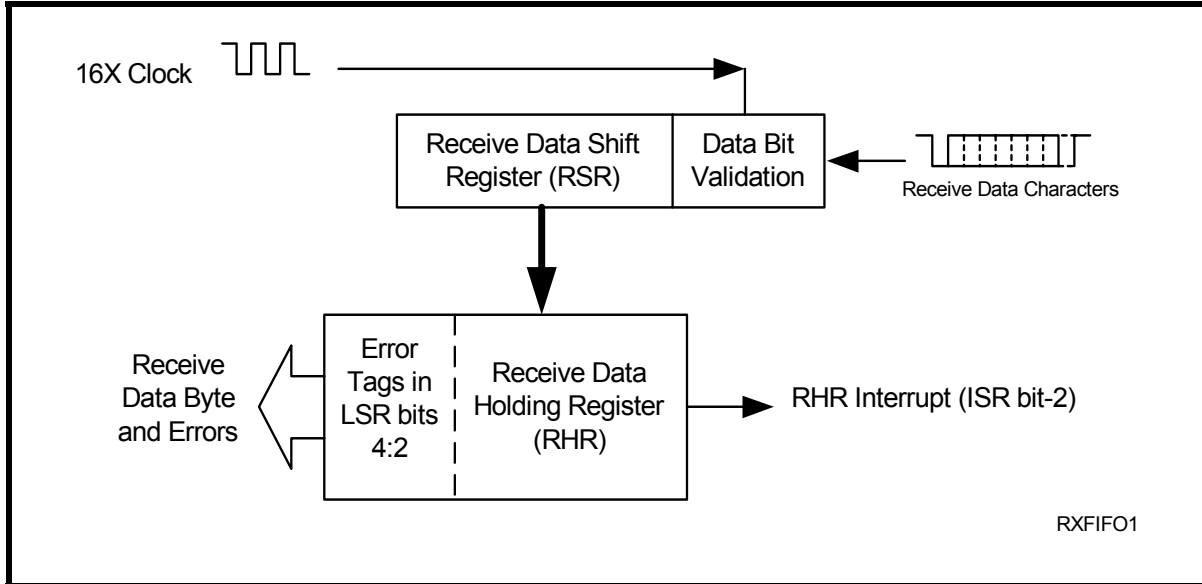 16X Clock
Receive Data Shift
Register (RSR)
Data Bit
Validation
Receive Data Characters
Receive
Data Byte
and Errors
Error
Tags in
LSR bits
4:2
Receive Data
Holding Register
(RHR)
RHR Interrupt (ISR bit-2)
RXFIFO1